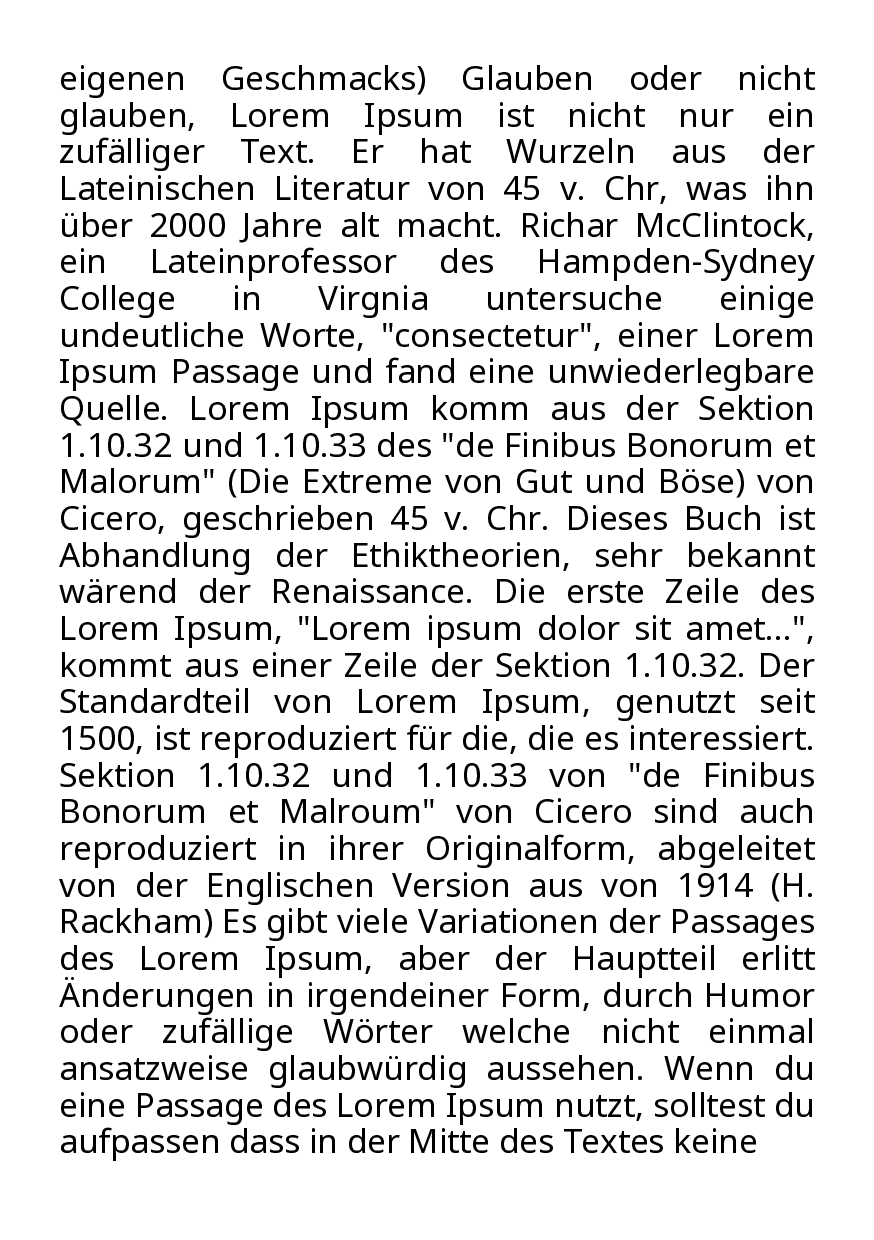 eigenen Geschmacks) Glauben oder nicht
glauben, Lorem Ipsum ist nicht nur ein
zufälliger Text. Er hat Wurzeln aus der
Lateinischen Literatur von 45 v. Chr, was ihn
über 2000 Jahre alt macht. Richar McClintock,
ein Lateinprofessor des Hampden-Sydney
College in Virgnia untersuche einige
undeutliche Worte, "consectetur", einer Lorem
Ipsum Passage und fand eine unwiederlegbare
Quelle. Lorem Ipsum komm aus der Sektion
1.10.32 und 1.10.33 des "de Finibus Bonorum et
Malorum" (Die Extreme von Gut und Böse) von
Cicero, geschrieben 45 v. Chr. Dieses Buch ist
Abhandlung der Ethiktheorien, sehr bekannt
wärend der Renaissance. Die erste Zeile des
Lorem Ipsum, "Lorem ipsum dolor sit amet...",
kommt aus einer Zeile der Sektion 1.10.32. Der
Standardteil von Lorem Ipsum, genutzt seit
1500, ist reproduziert für die, die es interessiert.
Sektion 1.10.32 und 1.10.33 von "de Finibus
Bonorum et Malroum" von Cicero sind auch
reproduziert in ihrer Originalform, abgeleitet
von der Englischen Version aus von 1914 (H.
Rackham) Es gibt viele Variationen der Passages
des Lorem Ipsum, aber der Hauptteil erlitt
Änderungen in irgendeiner Form, durch Humor
oder zufällige Wörter welche nicht einmal
ansatzweise glaubwürdig aussehen. Wenn du
eine Passage des Lorem Ipsum nutzt, solltest du
aufpassen dass in der Mitte des Textes keine